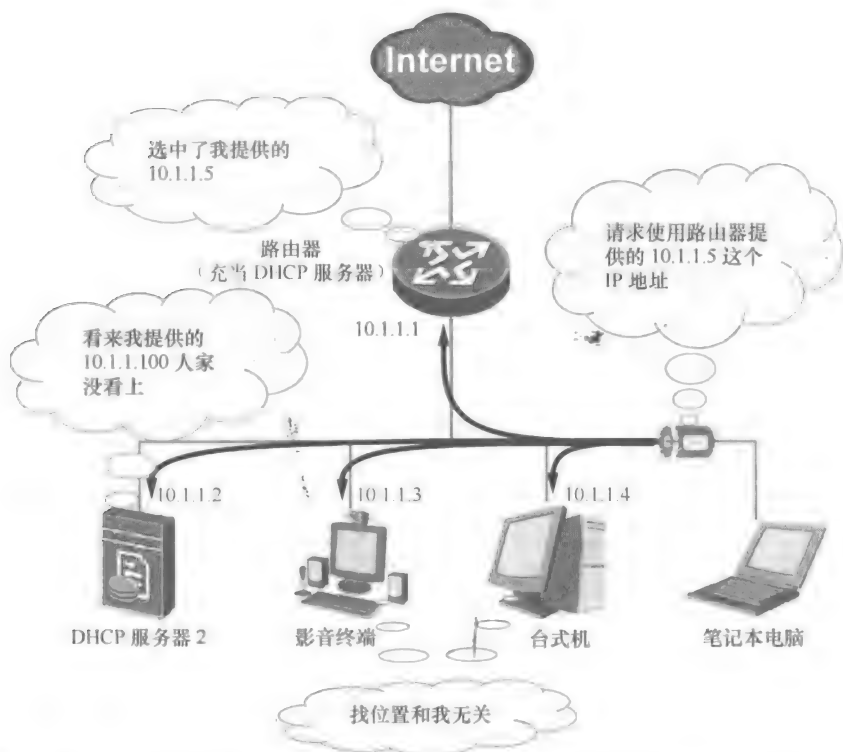 Internet
选中了我提供的
10.1.1.5
路由器
（充当 DHCP 服务器）
请求使用路由器提
供的 10.1.1.5 这个
IP 地址
10.1.1.1
看来我提供的
10.1.1.100 人家
没看上
10.1.1.2
10.1.1.3
10.1.1.4
DHCP 服务器 2
影音终端
台式机
笔记本电脑
找位置和我无关